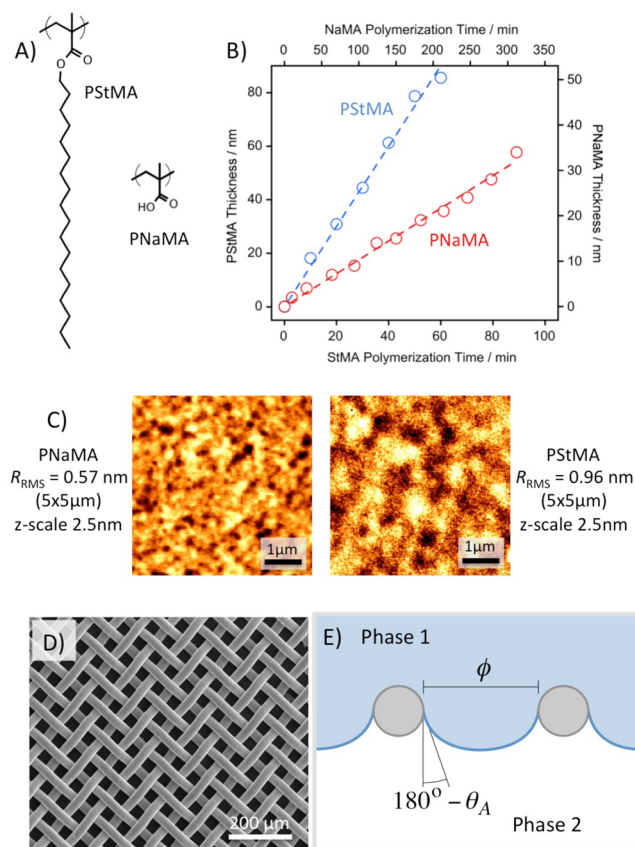 A)
O
O
PStMA
HO
O
PNaMA
B)
NaMA Polymerization Time / min
0 50 100 150 200 250 300 350
PStMA Thickness / nm
80
60
40
20
0
PStMA
PNaMA
50
40
30
20
10
0
PNaMA Thickness / nm
0 20 40 60 80 100
StMA Polymerization Time / min
C)
PNaMA
RRMS = 0.57 nm
(5x5μm)
z-scale 2.5nm
1μm
1μm
PStMA
RRMS = 0.96 nm
(5x5μm)
z-scale 2.5nm
D)
200 μm
E)
Phase 1
ϕ
180° − θA
Phase 2